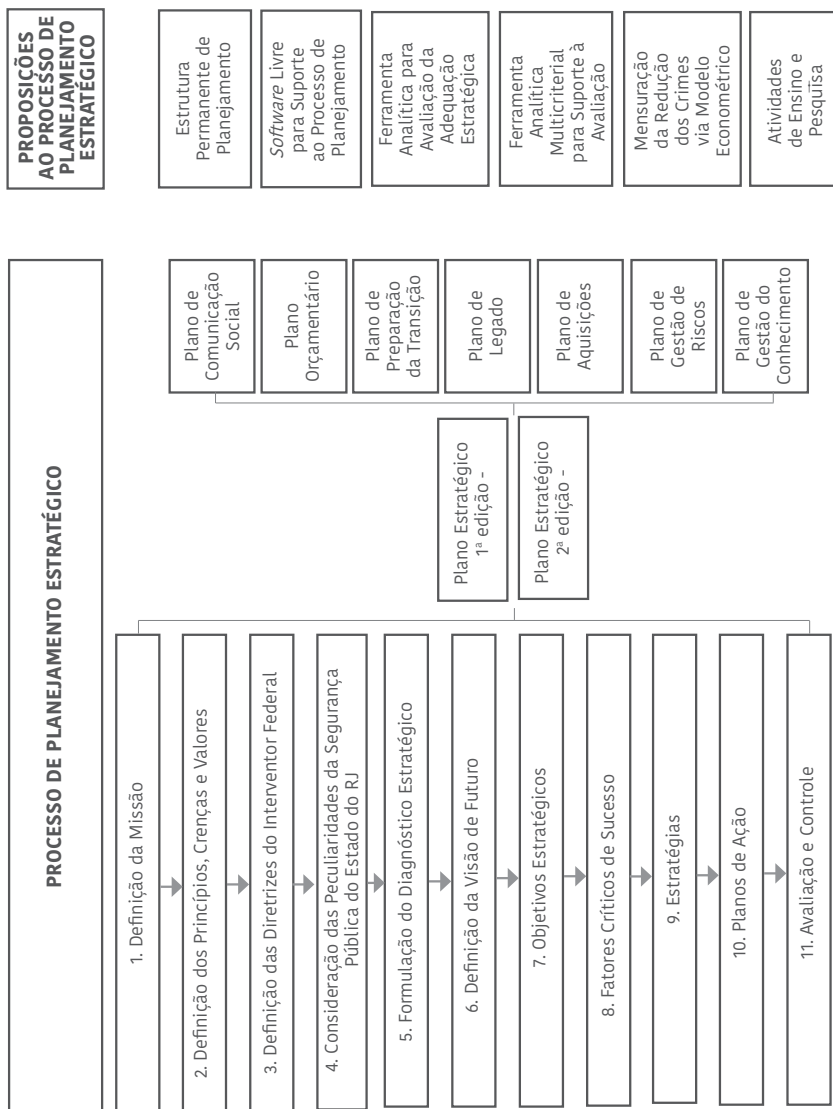 PROCESSO DE PLANEJAMENTO ESTRATÉGICO
1. Definição da Missão
2. Definição dos Princípios, Crenças e Valores
3. Definição das Diretrizes do Interventor Federal
4. Consideração das Peculiaridades da Segurança
Pública do Estado do RJ
5. Formulação do Diagnóstico Estratégico
6. Definição da Visão de Futuro
7. Objetivos Estratégicos
8. Fatores Críticos de Sucesso
9. Estratégias
10. Planos de Ação
11. Avaliação e Controle
Plano Estratégico
1ª edição -
Plano Estratégico
2ª edição -
Plano de
Comunicação
Social
Plano
Orçamentário
Plano de
Preparação
da Transição
Plano de
Legado
Plano de
Aquisições
Plano de
Gestão de
Riscos
Plano de
Gestão do
Conhecimento
PROPOSIÇÕES
AO PROCESSO DE
PLANEJAMENTO
ESTRATÉGICO
Estrutura
Permanente de
Planejamento
Software Livre
para Suporte
ao Processo de
Planejamento
Ferramenta
Analítica para
Avaliação da
Adequação
Estratégica
Ferramenta
Analítica
Multicriterial
para Suporte à
Avaliação
Mensuração
da Redução
dos Crimes
via Modelo
Econométrico
Atividades
de Ensino e
Pesquisa